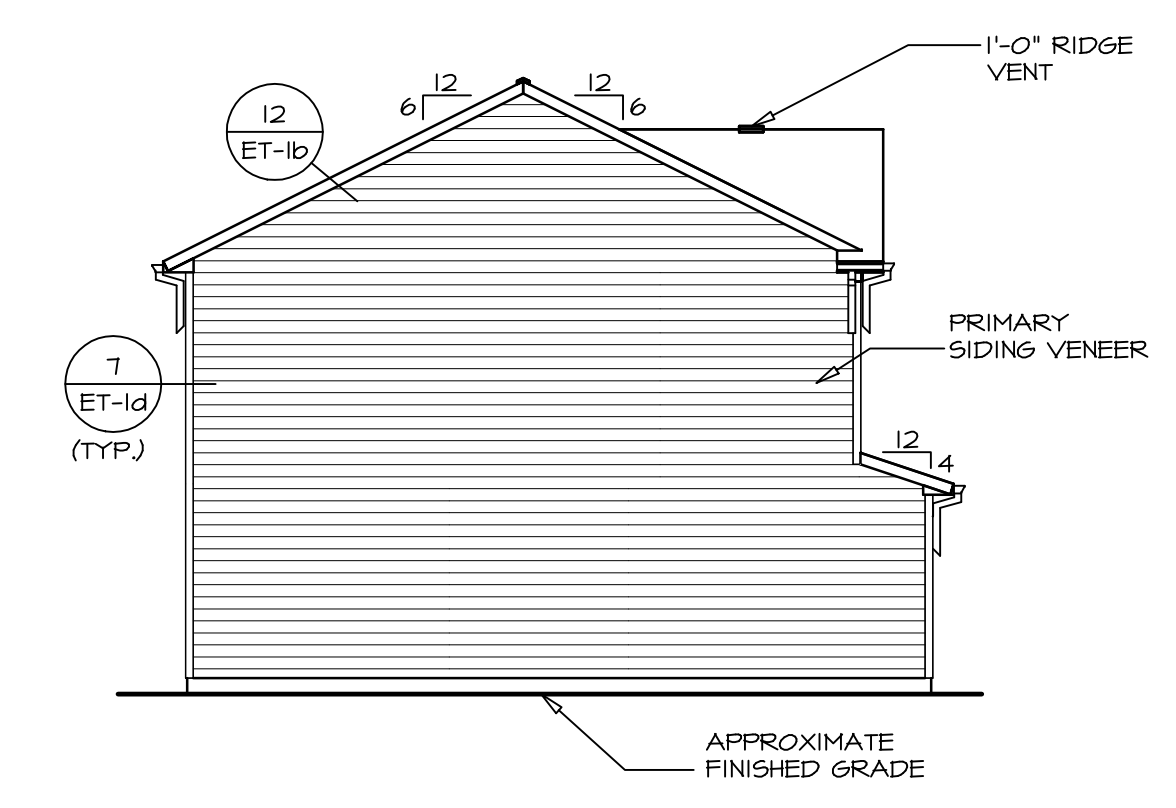 1'-0" RIDGE
VENT
12
6
12
6
12
ET-1b
PRIMARY
SIDING VENEER
7
ET-1d
(TYP.)
12
4
APPROXIMATE
FINISHED GRADE